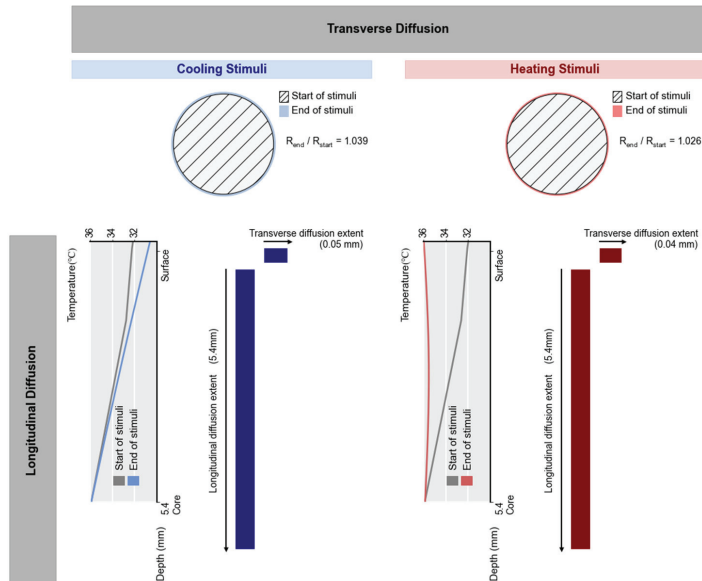 Transverse Diffusion
Cooling Stimuli
Heating Stimuli
Start of stimuli
End of stimuli
R_end / R_start = 1.039
Start of stimuli
End of stimuli
R_end / R_start = 1.026
Longitudinal Diffusion
Temperature(°C)
36
34
32
Surface
Start of stimuli
End of stimuli
5.4
Core
Depth (mm)
Transverse diffusion extent
(0.05 mm)
Longitudinal diffusion extent (5.4mm)
Temperature(°C)
36
34
32
Surface
Start of stimuli
End of stimuli
5.4
Core
Depth (mm)
Transverse diffusion extent
(0.04 mm)
Longitudinal diffusion extent (5.4mm)